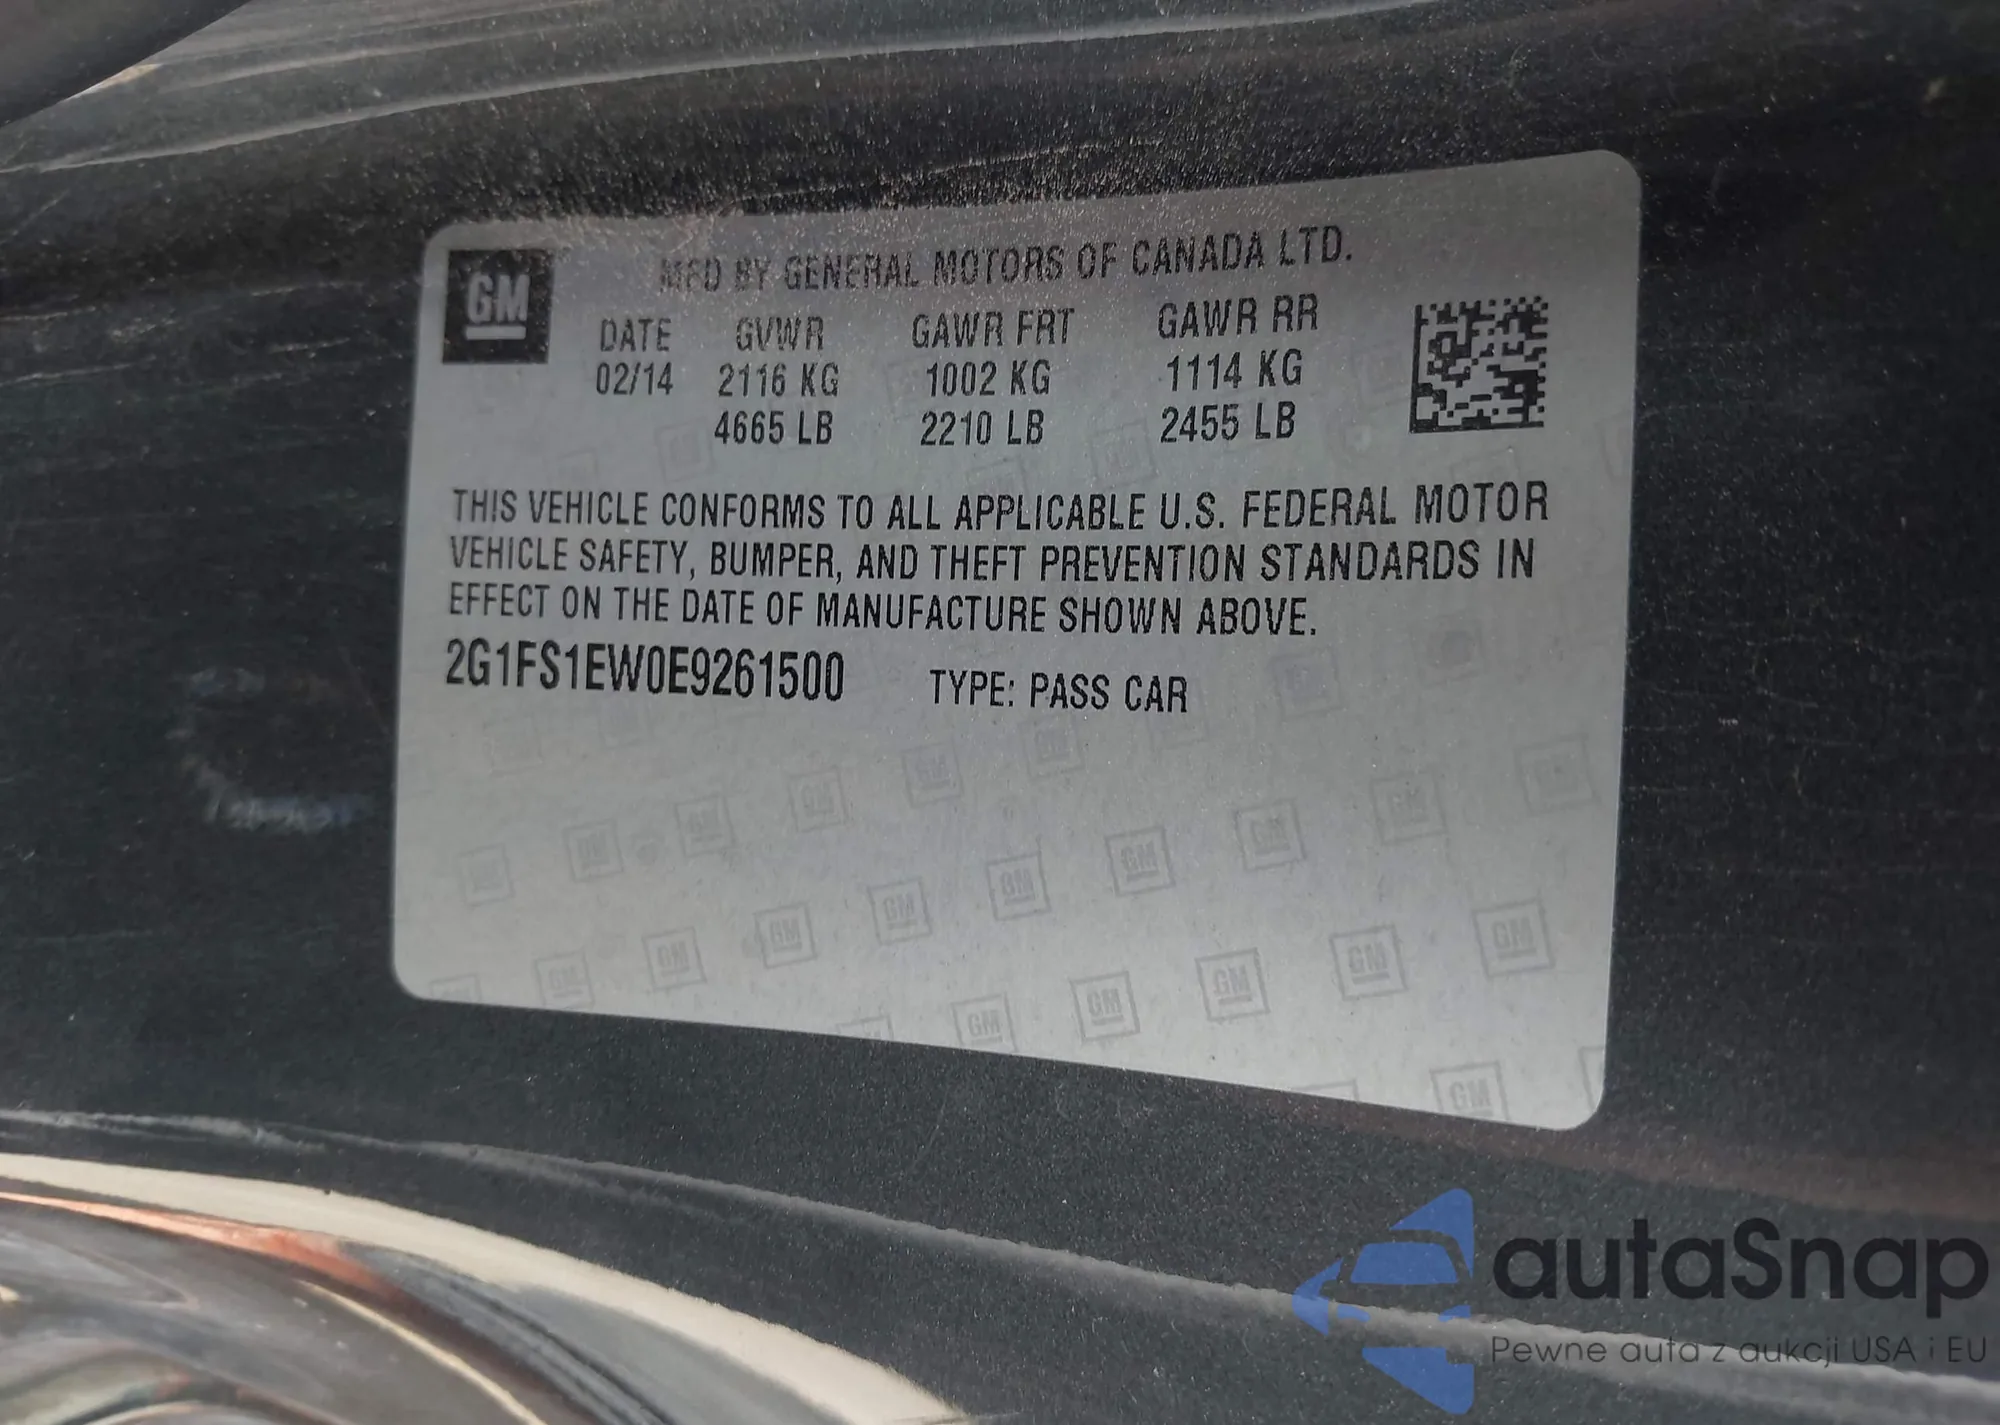 GM
MFD BY GENERAL MOTORS OF CANADA LTD.
DATE GVWR GAWR FRT GAWR RR
02/14 2116 KG 1002 KG 1114 KG
4665 LB 2210 LB 2455 LB
THIS VEHICLE CONFORMS TO ALL APPLICABLE U.S. FEDERAL MOTOR
VEHICLE SAFETY, BUMPER, AND THEFT PREVENTION STANDARDS IN
EFFECT ON THE DATE OF MANUFACTURE SHOWN ABOVE.
2G1FS1EW0E9261500 TYPE: PASS CAR
autaSnap
Pewne auta z aukcji USA i EU